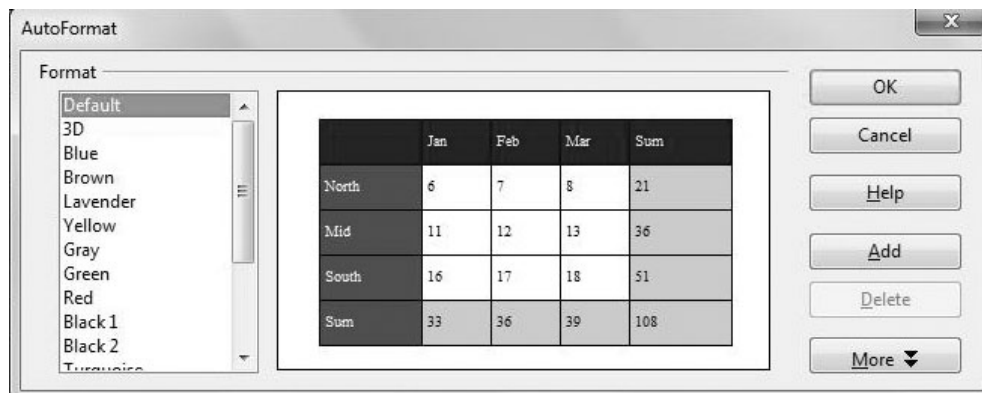 AutoFormat
X
Format
Default
3D
Blue
Brown
Lavender
Yellow
Gray
Green
Red
Black 1
Black 2
Turquoise
Jan Feb Mar Sum
North 6 7 8 21
Mid 11 12 13 36
South 16 17 18 51
Sum 33 36 39 108
OK
Cancel
Help
Add
Delete
More